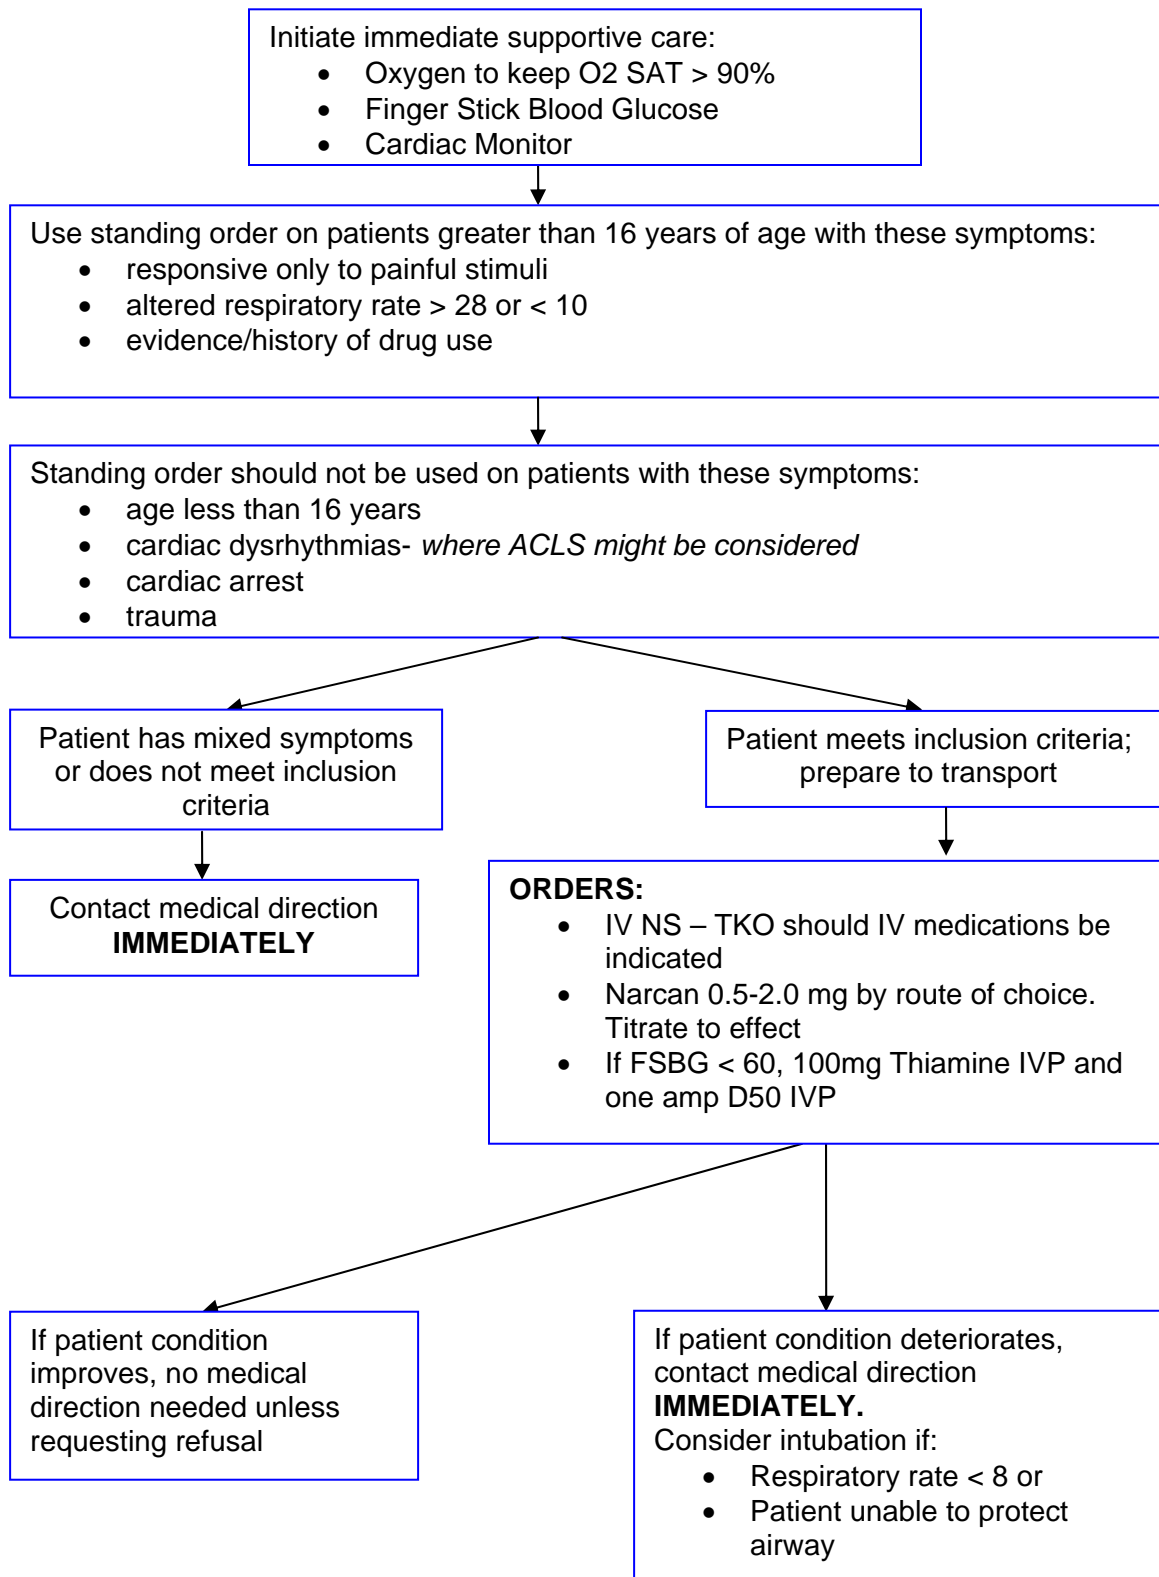 Initiate immediate supportive care:
• Oxygen to keep O2 SAT > 90%
• Finger Stick Blood Glucose
• Cardiac Monitor
Use standing order on patients greater than 16 years of age with these symptoms:
• responsive only to painful stimuli
• altered respiratory rate > 28 or < 10
• evidence/history of drug use
Standing order should not be used on patients with these symptoms:
• age less than 16 years
• cardiac dysrhythmias- where ACLS might be considered
• cardiac arrest
• trauma
Patient has mixed symptoms
or does not meet inclusion
criteria
Patient meets inclusion criteria;
prepare to transport
Contact medical direction
IMMEDIATELY
ORDERS:
• IV NS – TKO should IV medications be
indicated
• Narcan 0.5-2.0 mg by route of choice.
Titrate to effect
• If FSBG < 60, 100mg Thiamine IVP and
one amp D50 IVP
If patient condition
improves, no medical
direction needed unless
requesting refusal
If patient condition deteriorates,
contact medical direction
IMMEDIATELY.
Consider intubation if:
• Respiratory rate < 8 or
• Patient unable to protect
airway